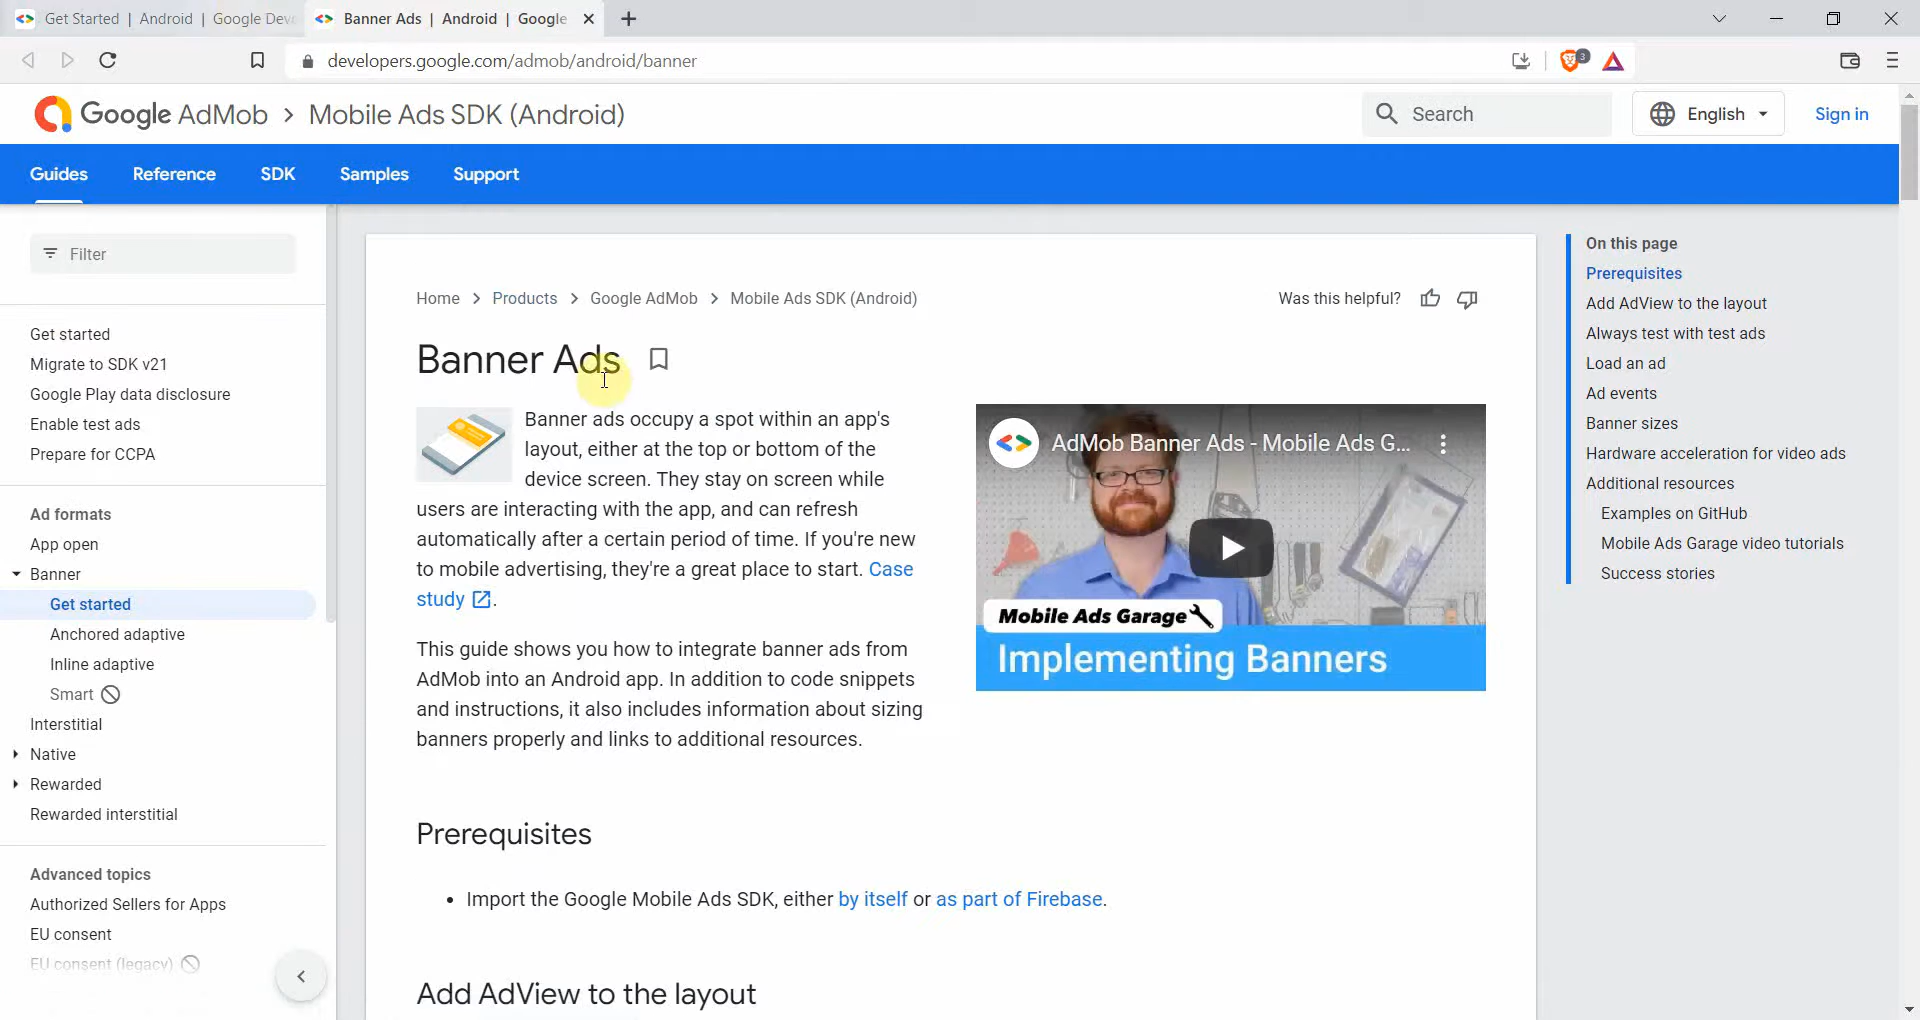 Get Started | Android | Google Deve
Banner Ads | Android | Google
developers.google.com/admob/android/banner
3
Google AdMob > Mobile Ads SDK (Android)
Search
English
Sign in
Guides
Reference
SDK
Samples
Support
Filter
Get started
Migrate to SDK v21
Google Play data disclosure
Enable test ads
Prepare for CCPA
Ad formats
App open
Banner
Get started
Anchored adaptive
Inline adaptive
Smart
Interstitial
Native
Rewarded
Rewarded interstitial
Advanced topics
Authorized Sellers for Apps
EU consent
EU consent (legacy)
Home > Products > Google AdMob > Mobile Ads SDK (Android)
Was this helpful?
Banner Ads
Banner ads occupy a spot within an app's
layout, either at the top or bottom of the
device screen. They stay on screen while
users are interacting with the app, and can refresh
automatically after a certain period of time. If you're new
to mobile advertising, they're a great place to start. Case
study.
This guide shows you how to integrate banner ads from
AdMob into an Android app. In addition to code snippets
and instructions, it also includes information about sizing
banners properly and links to additional resources.
AdMob Banner Ads - Mobile Ads G...
Mobile Ads Garage
Implementing Banners
Prerequisites
• Import the Google Mobile Ads SDK, either by itself or as part of Firebase.
Add AdView to the layout
On this page
Prerequisites
Add AdView to the layout
Always test with test ads
Load an ad
Ad events
Banner sizes
Hardware acceleration for video ads
Additional resources
Examples on GitHub
Mobile Ads Garage video tutorials
Success stories